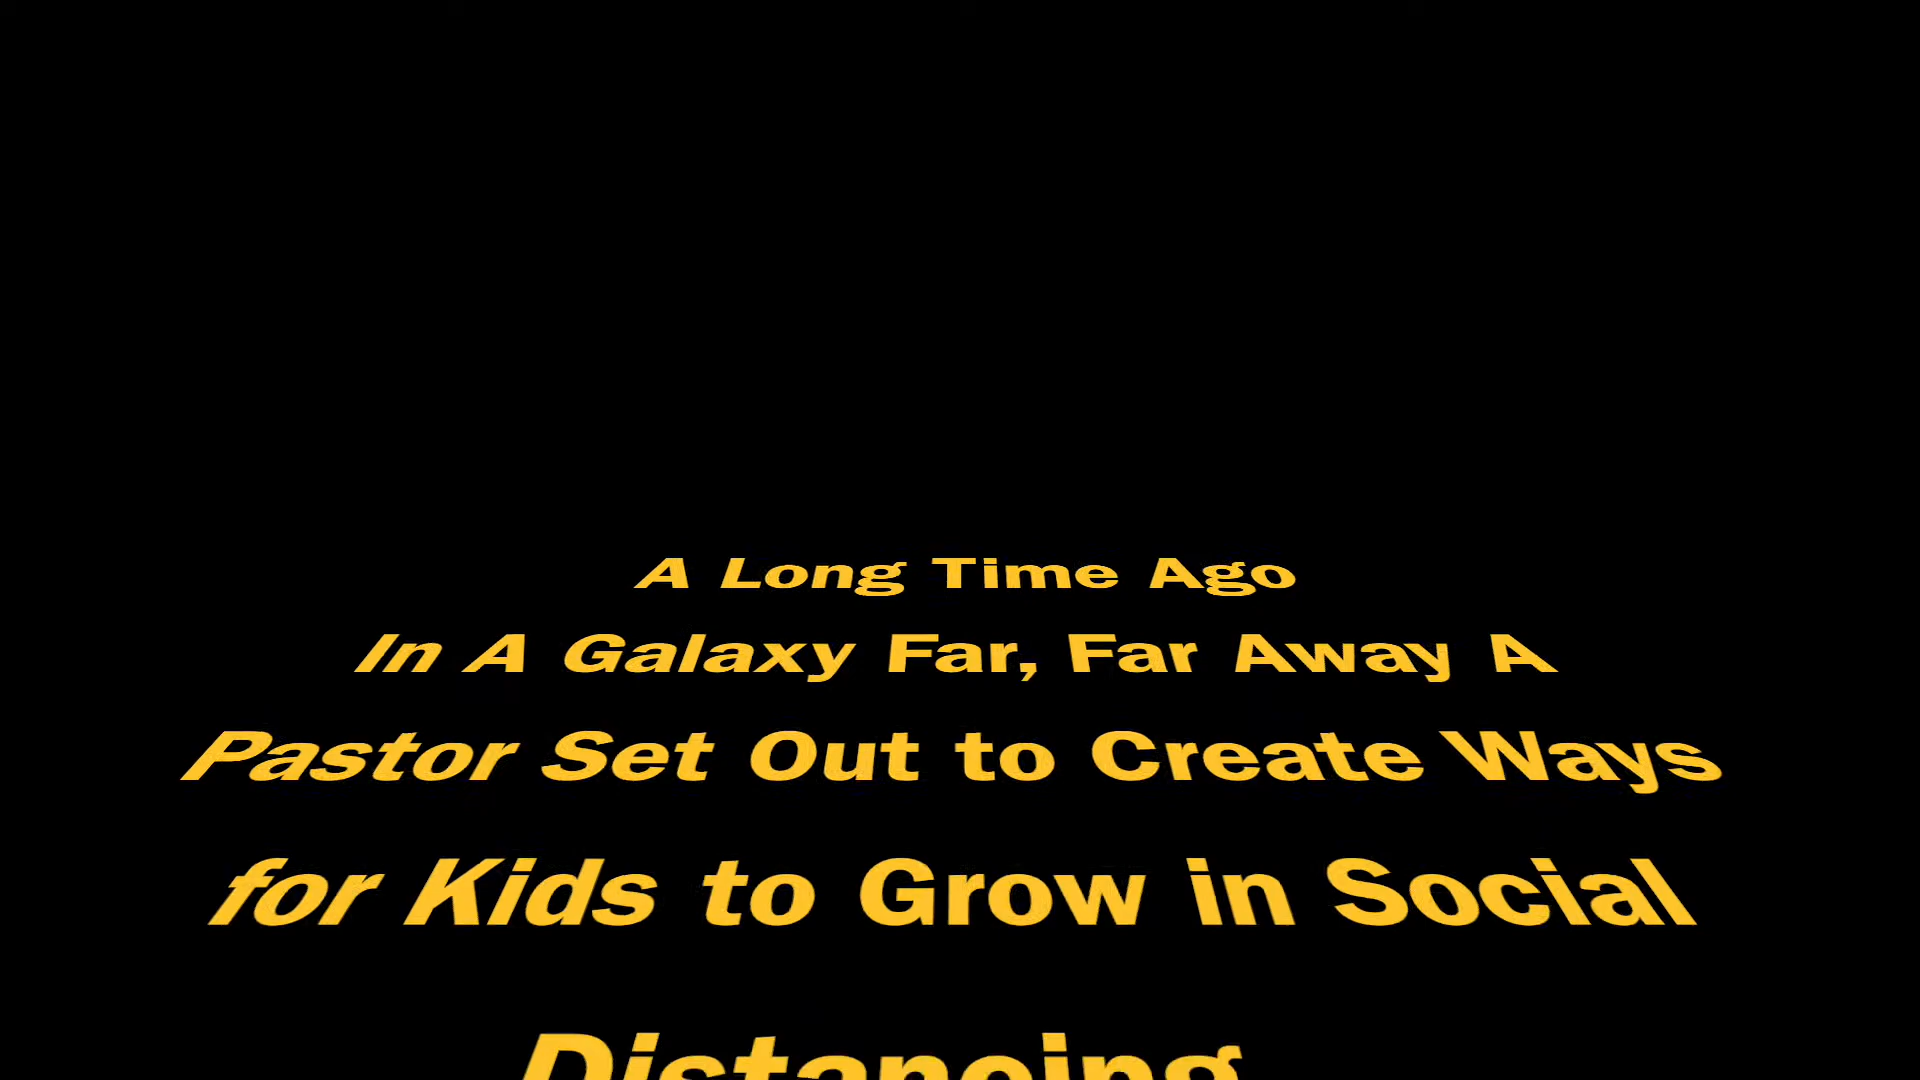 A Long Time Ago
In A Galaxy Far, Far Away A
Pastor Set Out to Create Ways
for Kids to Grow in Social
Distancing